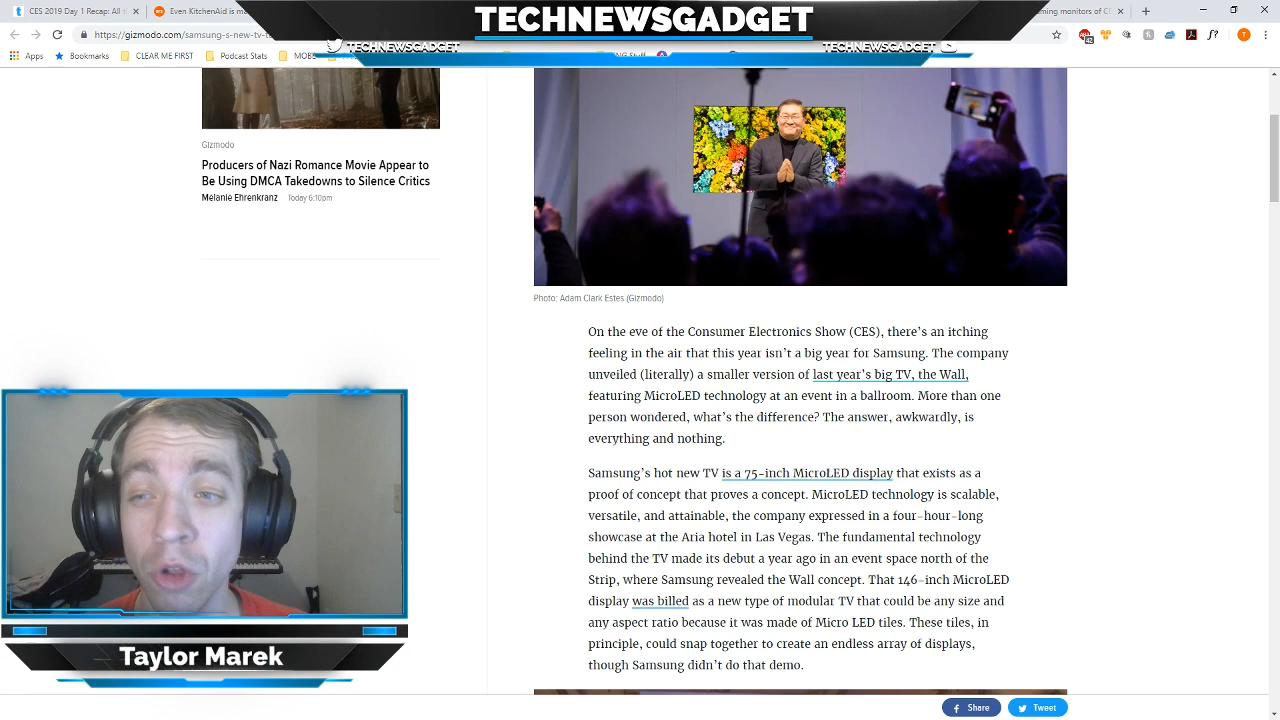 CES 2019 Day 1 Recap: t
Even KitchenAid is ma
TECHNEWSGADGET
ming monitors of C
https://gizmodo.com/samsung-s-new-tv-t
TECHNEWSGADGET
TECHNEWSGADGET
Apps
Bookmarks
CLEAR ME FIRST
Podcast Stats
MOBE
Gizmodo
Producers of Nazi Romance Movie Appear to
Be Using DMCA Takedowns to Silence Critics
Melanie Ehrenkranz Today 6:10pm
Photo: Adam Clark Estes (Gizmodo)
On the eve of the Consumer Electronics Show (CES), there’s an itching
feeling in the air that this year isn’t a big year for Samsung. The company
unveiled (literally) a smaller version of last year’s big TV, the Wall,
featuring MicroLED technology at an event in a ballroom. More than one
person wondered, what’s the difference? The answer, awkwardly, is
everything and nothing.
Samsung’s hot new TV is a 75-inch MicroLED display that exists as a
proof of concept that proves a concept. MicroLED technology is scalable,
versatile, and attainable, the company expressed in a four-hour-long
showcase at the Aria hotel in Las Vegas. The fundamental technology
behind the TV made its debut a year ago in an event space north of the
Strip, where Samsung revealed the Wall concept. That 146-inch MicroLED
display was billed as a new type of modular TV that could be any size and
any aspect ratio because it was made of Micro LED tiles. These tiles, in
principle, could snap together to create an endless array of displays,
though Samsung didn’t do that demo.
Taylor Marek
Share
Tweet